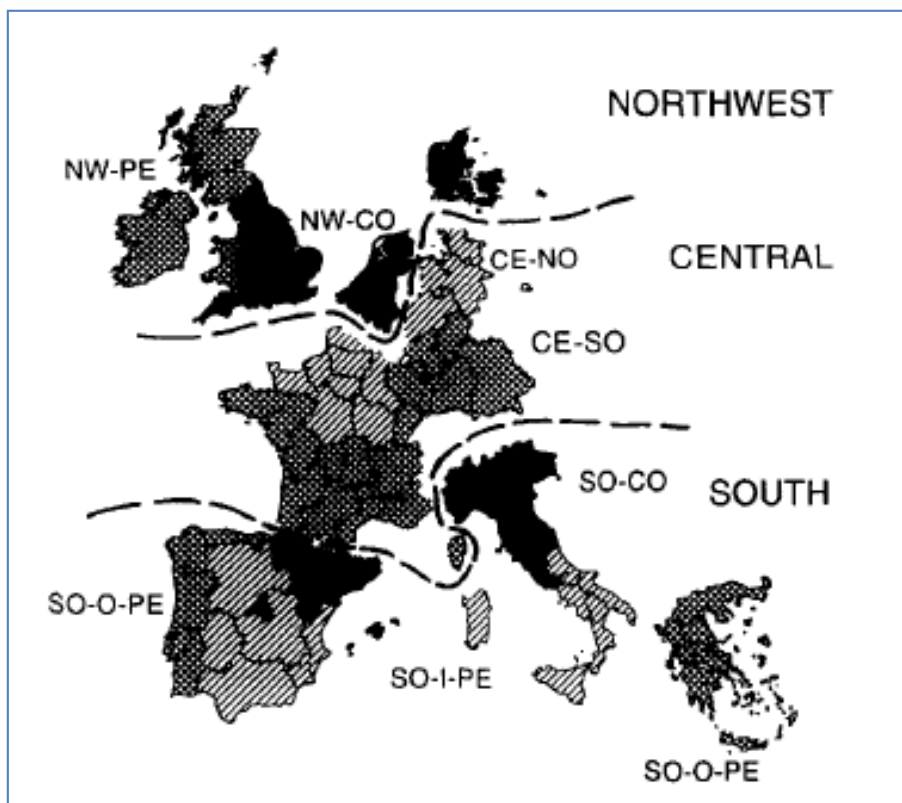 NORTHWEST
NW-PE
NW-CO
CE-NO
CENTRAL
CE-SO
SO-CO
SOUTH
SO-O-PE
SO-I-PE
SO-O-PE